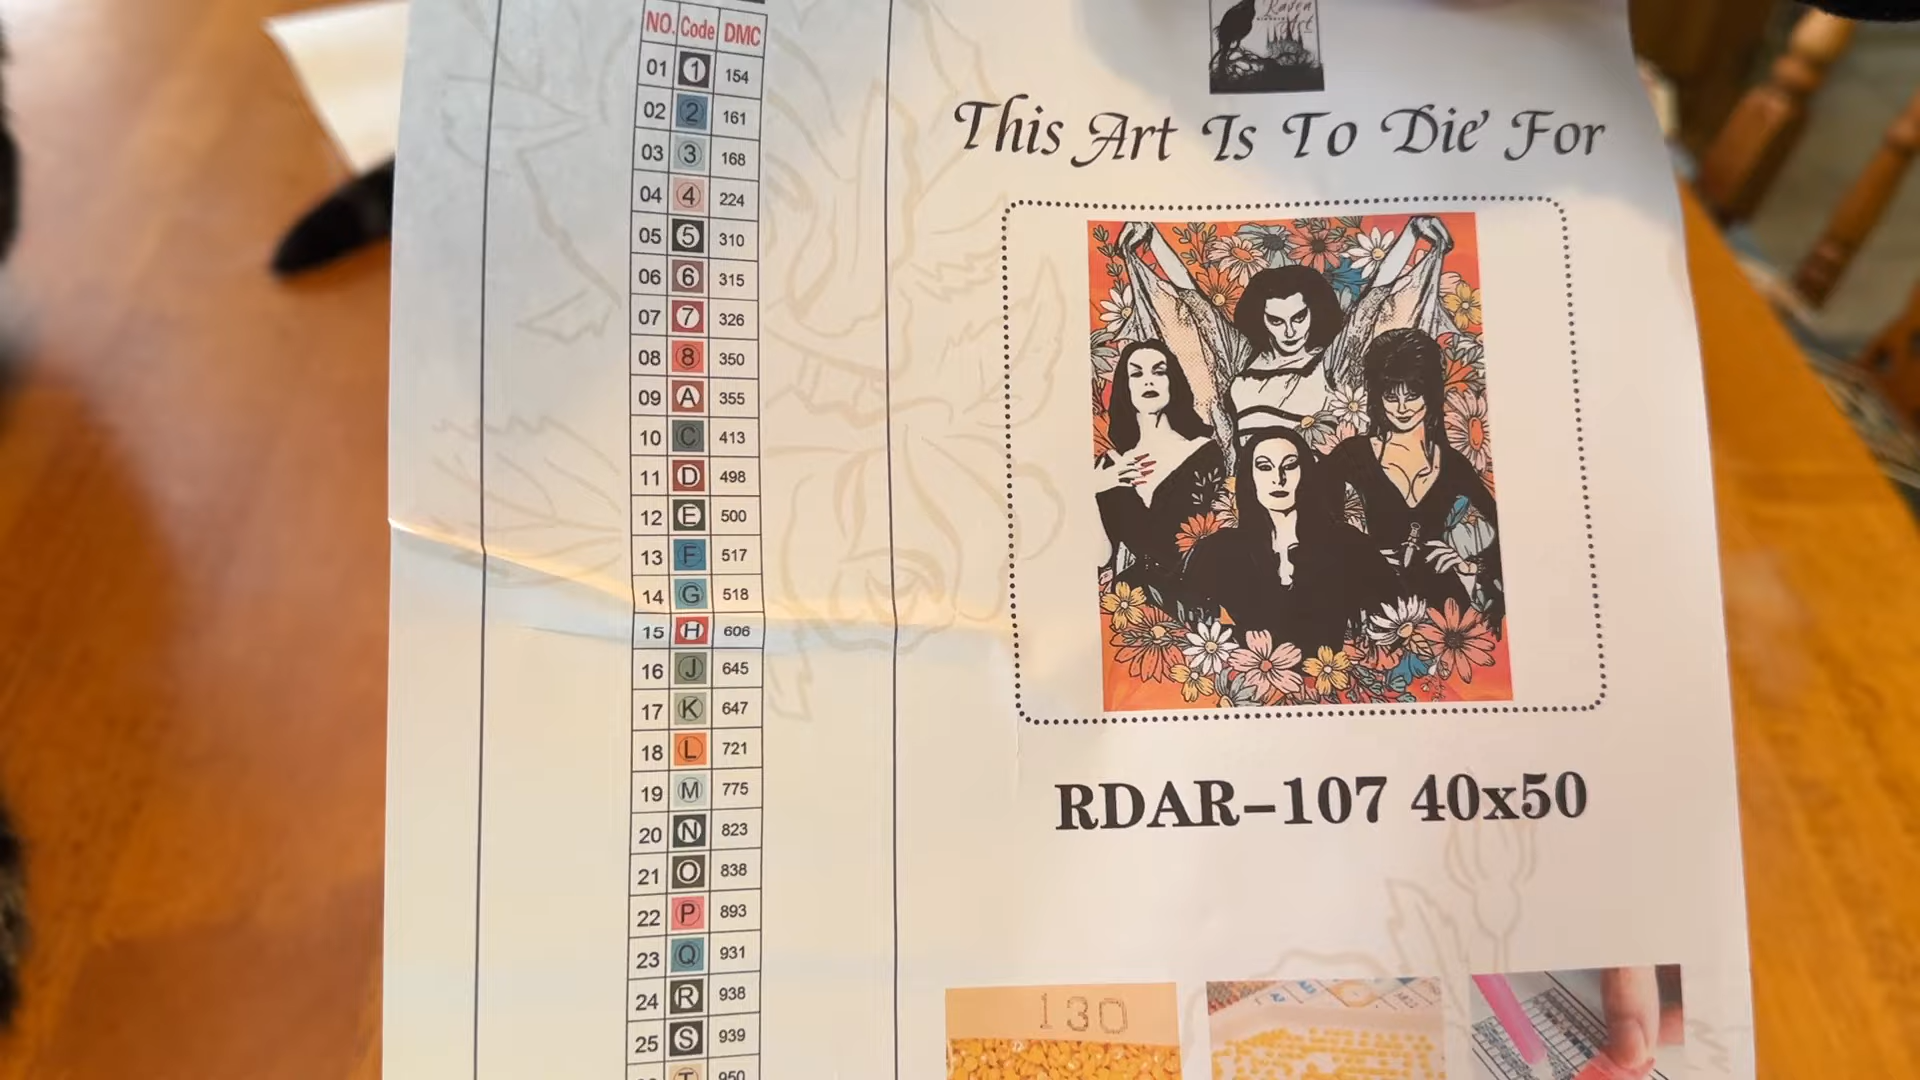 NO. Code DMC
01 1 154
02 2 161
03 3 168
04 4 224
05 5 310
06 6 315
07 7 326
08 8 350
09 A 355
10 C 413
11 D 498
12 E 500
13 F 517
14 G 518
15 H 606
16 J 645
17 K 647
18 L 721
19 M 775
20 N 823
21 O 838
22 P 893
23 Q 931
24 R 938
25 S 939
T 950
Raven
Art
This Art Is To Die' For
RDAR-107 40x50
130